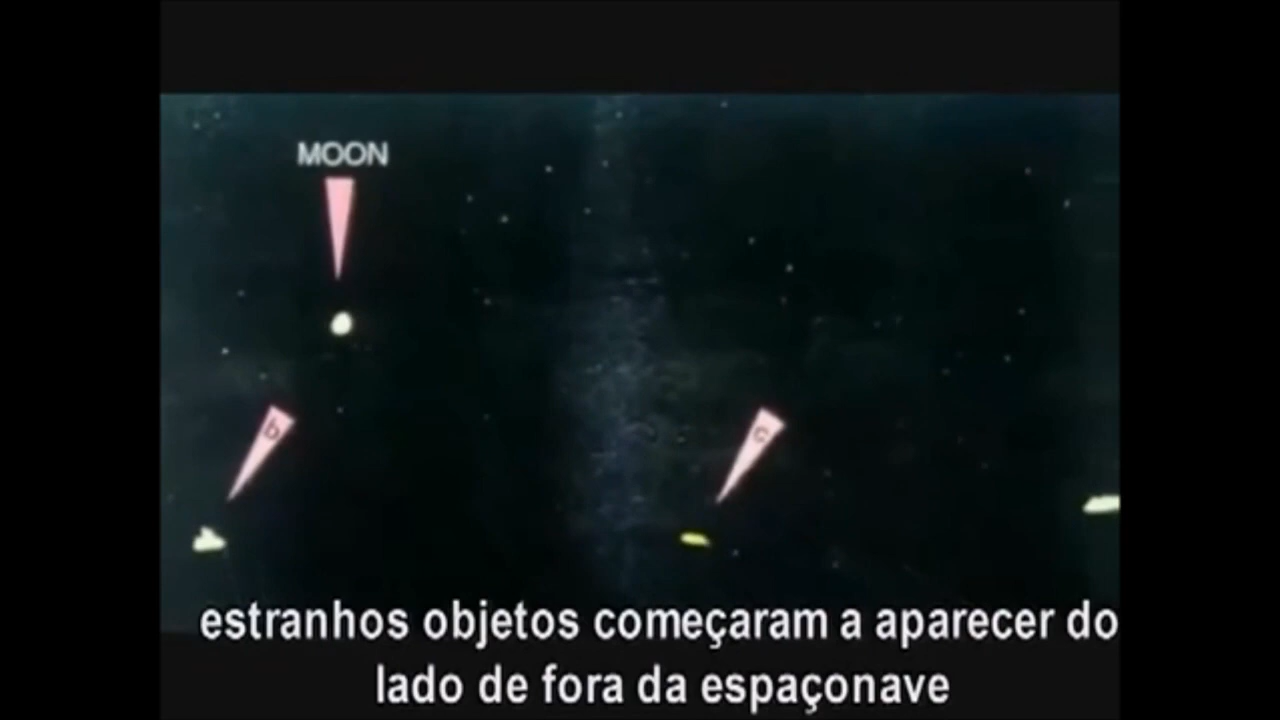 MOON
b
c
estranhos objetos começaram a aparecer do
lado de fora da espaçonave